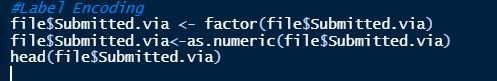 #Label Encoding
file$Submitted.via <- factor(file$Submitted.via)
file$Submitted.via<-as.numeric(file$Submitted.via)
head(file$Submitted.via)